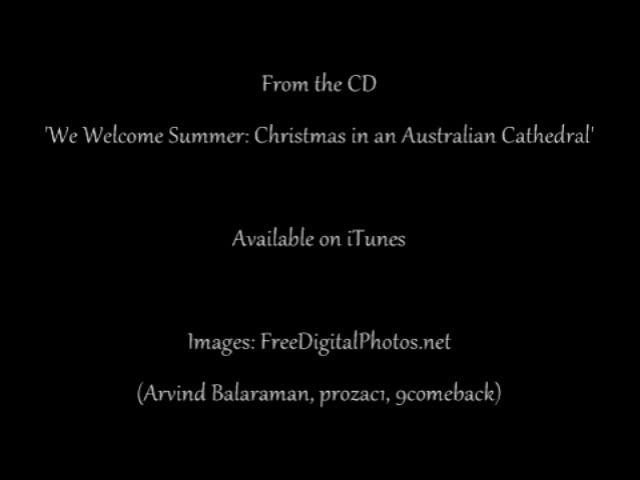 From the CD
'We Welcome Summer: Christmas in an Australian Cathedral'
Available on iTunes
Images: FreeDigitalPhotos.net
(Arvind Balaraman, prozac1, 9comeback)